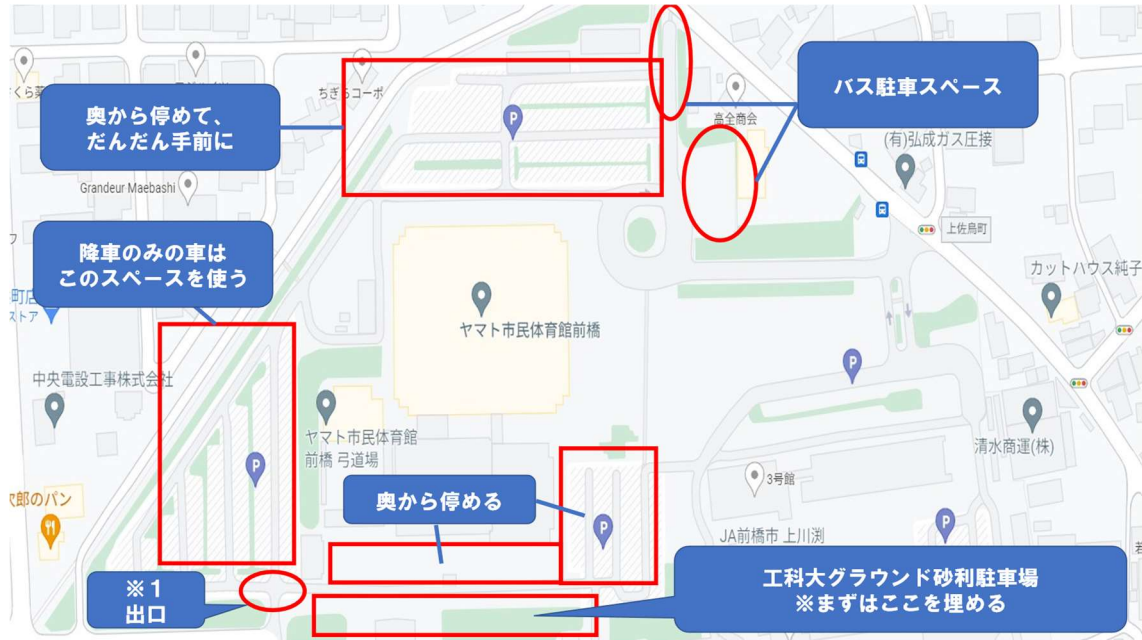 ちぎらコーポ
奥から停めて、
だんだん手前に
P
バス駐車スペース
高全商会
(有)弘成ガス圧接
Grandeur Maebashi
上佐鳥町
降車のみの車は
このスペースを使う
カットハウス純子
ヤマト市民体育館前橋
中央電設工事株式会社
P
ヤマト市民体育館
前橋 弓道場
P
清水商運(株)
3号館
奥から停める
P
P
JA前橋市 上川渕
※1
出口
工科大グラウンド砂利駐車場
※まずはここを埋める